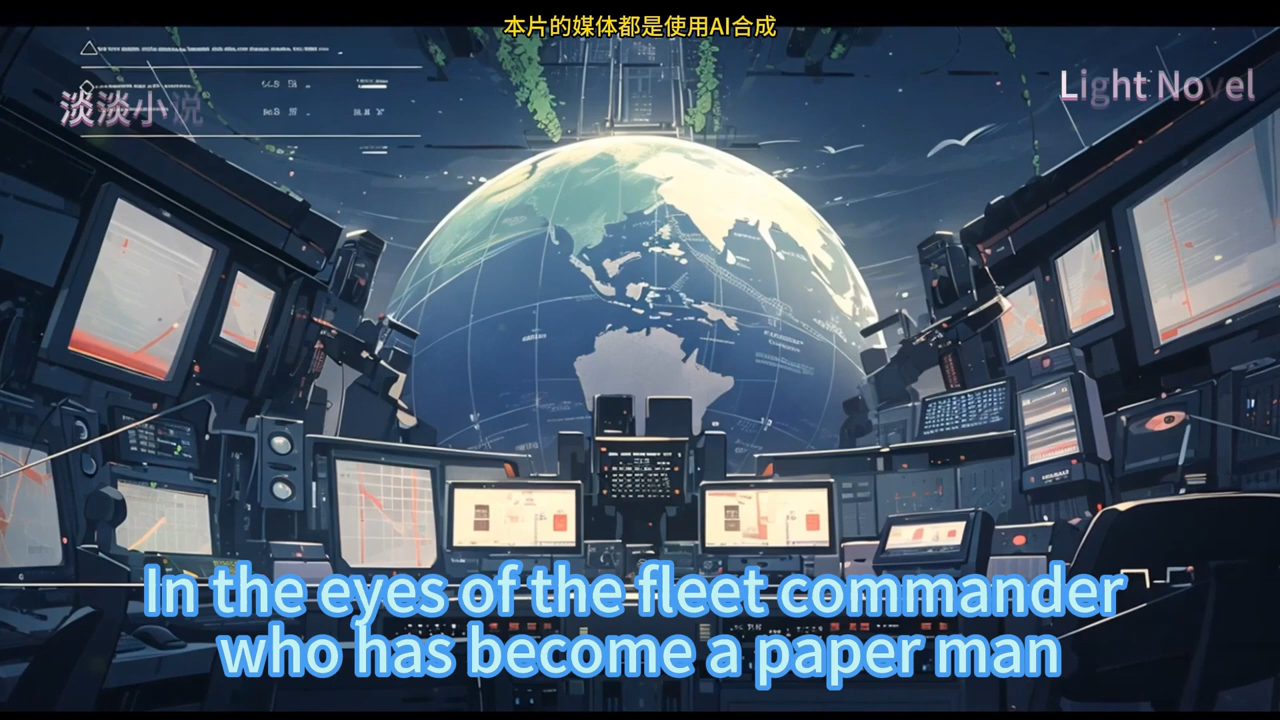 本片的媒体都是使用AI合成
淡淡小说
Light Novel
In the eyes of the fleet commander
who has become a paper man